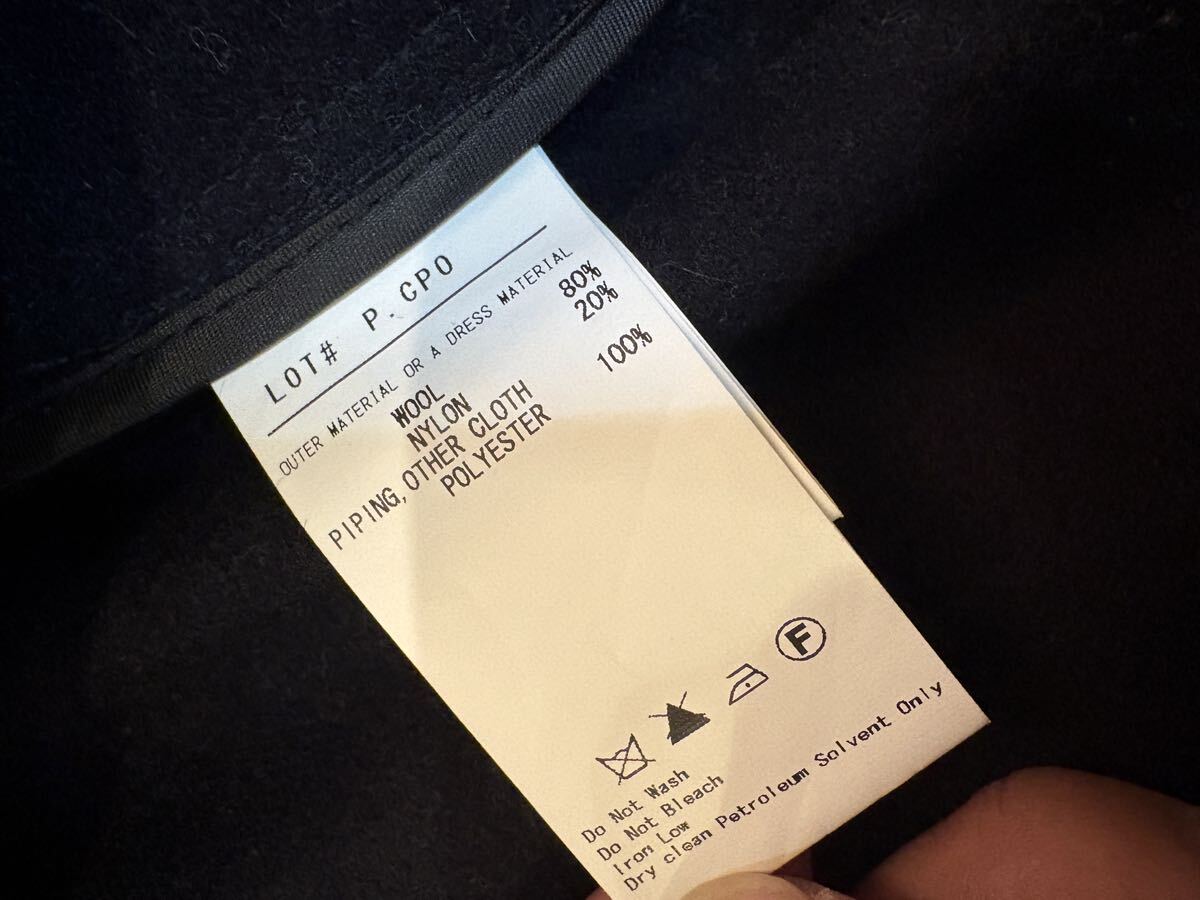 LOT# P.CPO
OUTER MATERIAL OR A DRESS MATERIAL
WOOL 80%
NYLON 20%
PIPING,OTHER CLOTH
POLYESTER 100%
F
Do Not Wash
Do Not Bleach
Iron Low
Dry clean Petroleum Solvent Only